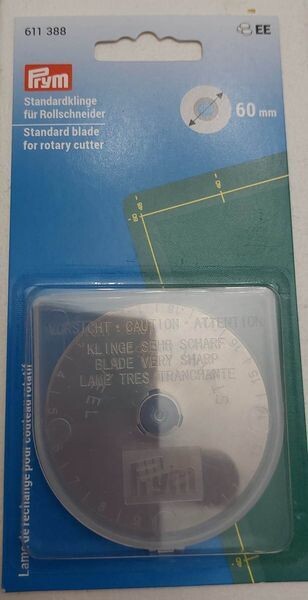 611 388
EE
Prym
Standardklinge
für Rollschneider
Standard blade
for rotary cutter
60 mm
VORSICHT · CAUTION · ATTENTION
KLINGE SEHR SCHARF
BLADE VERY SHARP
LAME TRES TRANCHANTE
Prym
Lame de rechange pour couteau rotatif